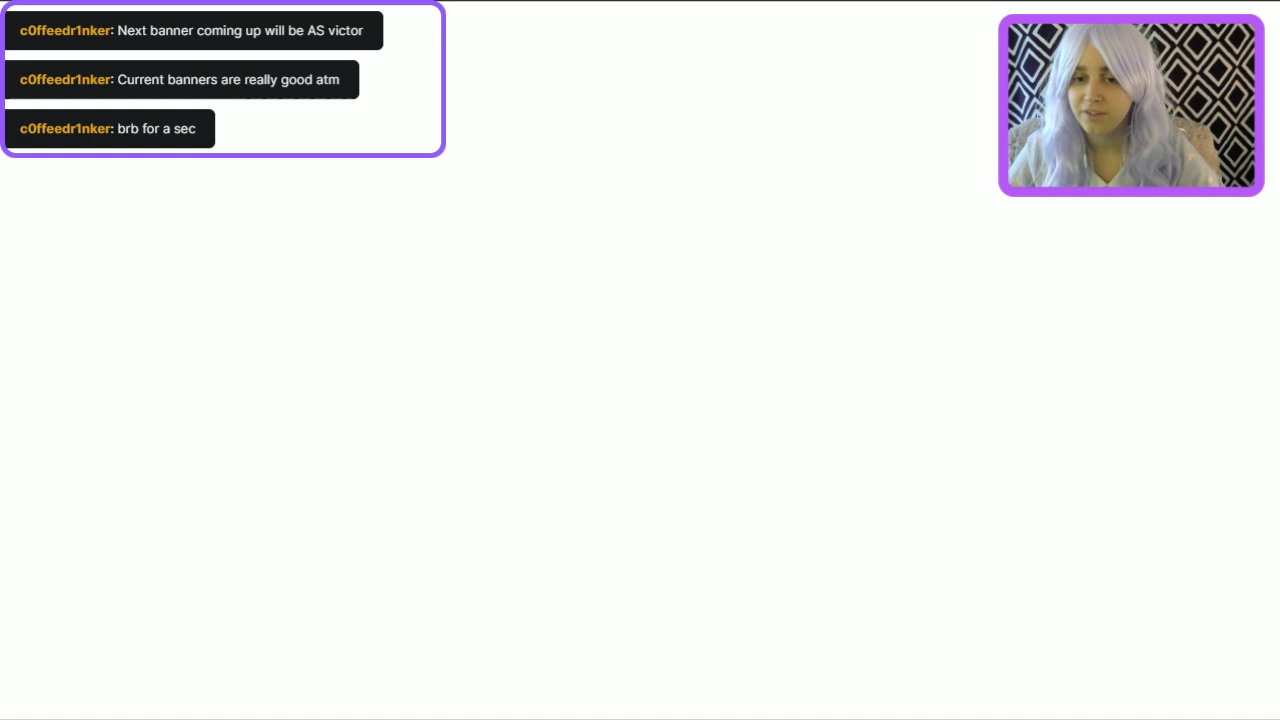 c0ffeedr1nker: Next banner coming up will be AS victor
c0ffeedr1nker: Current banners are really good atm
c0ffeedr1nker: brb for a sec